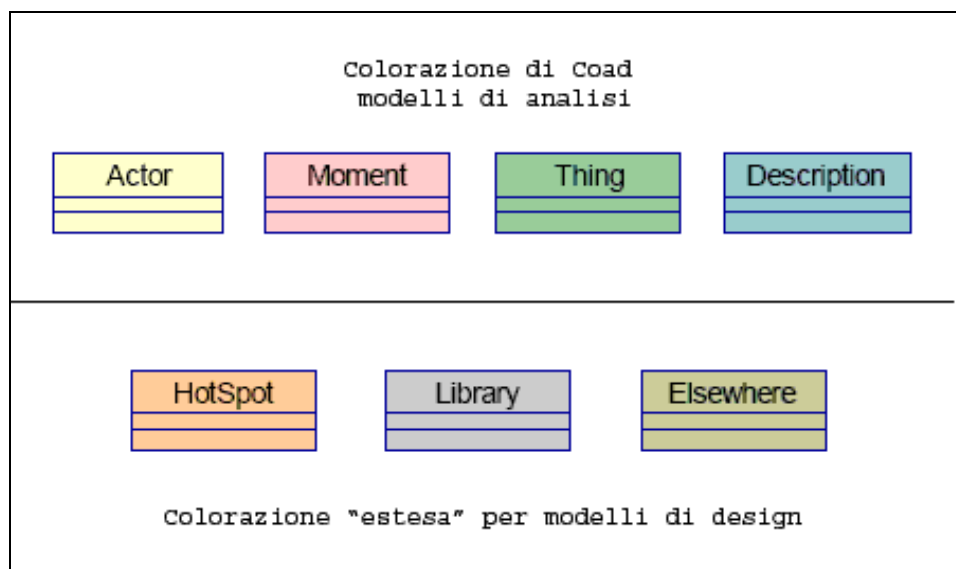 Colorazione di Coad
modelli di analisi
Actor
Moment
Thing
Description
HotSpot
Library
Elsewhere
Colorazione “estesa” per modelli di design